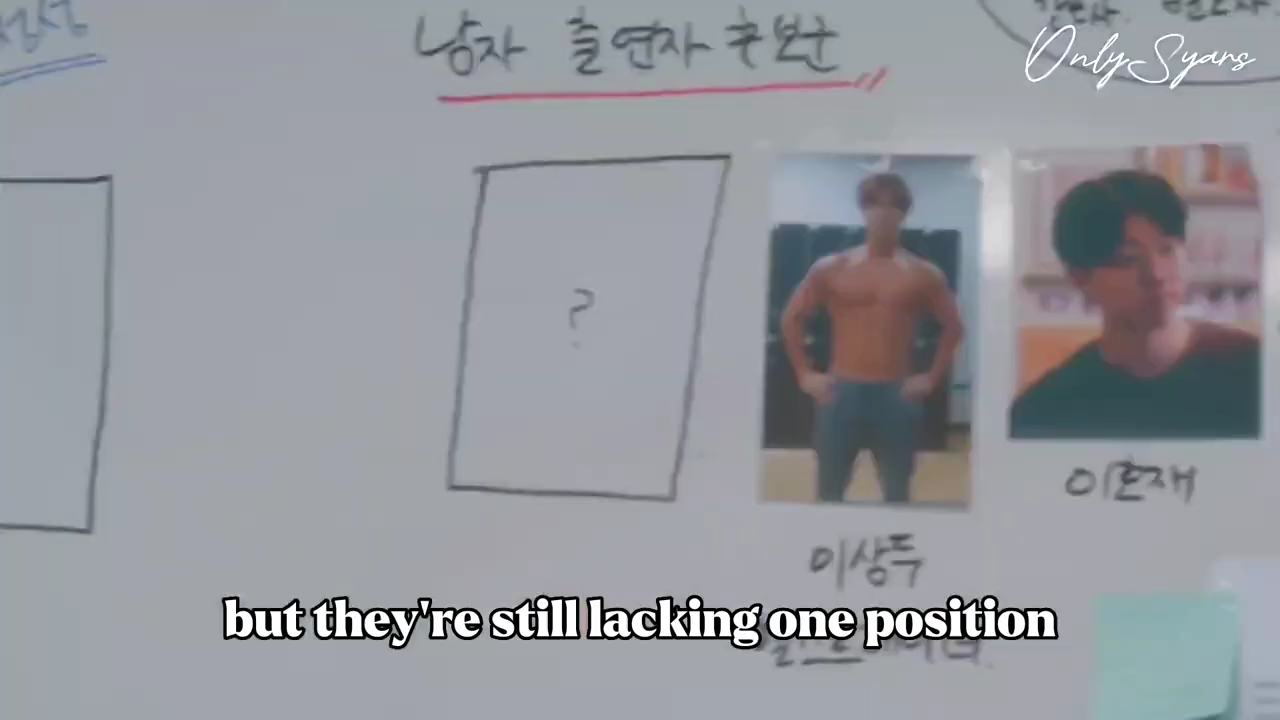 남자 출연자 후보군
OnlySyans
?
이상두
이호재
but they're still lacking one position